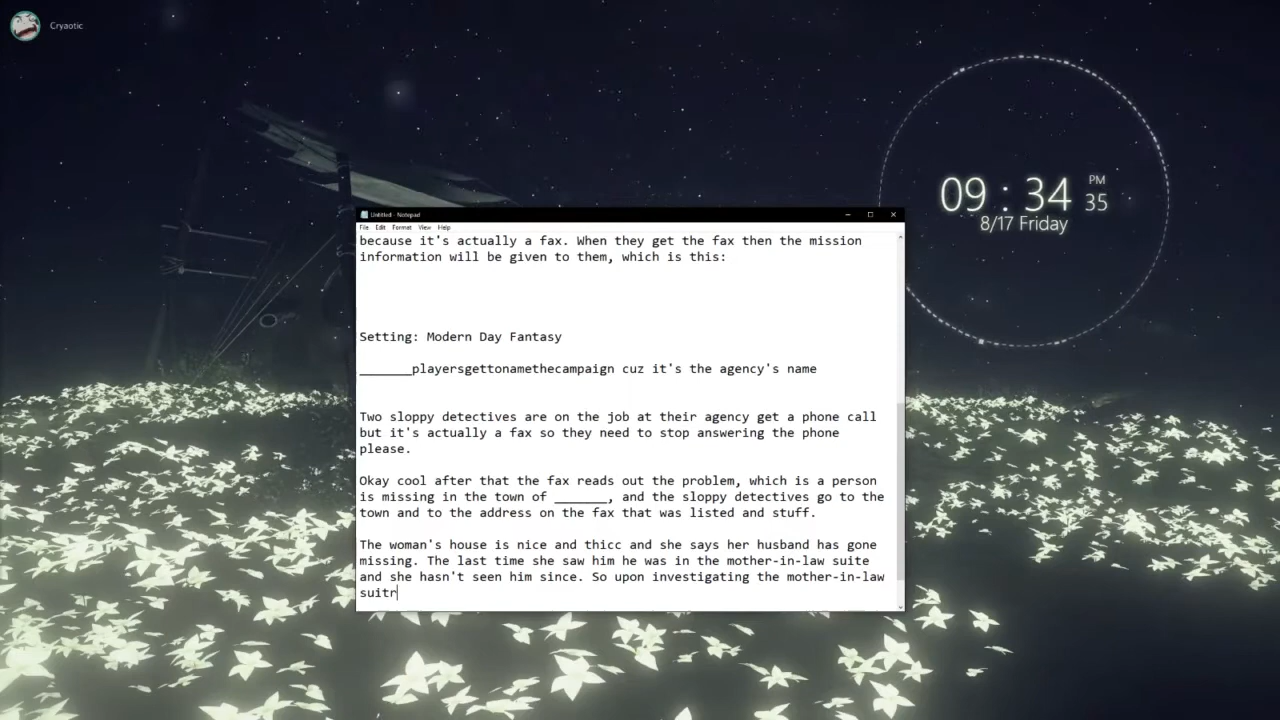 Cryaotic
09 : 34 PM 35
8/17 Friday
Untitled - Notepad
File Edit Format View Help
because it's actually a fax. When they get the fax then the mission
information will be given to them, which is this:
Setting: Modern Day Fantasy
_______playersgettonamethecampaign cuz it's the agency's name
Two sloppy detectives are on the job at their agency get a phone call
but it's actually a fax so they need to stop answering the phone
please.
Okay cool after that the fax reads out the problem, which is a person
is missing in the town of _______, and the sloppy detectives go to the
town and to the address on the fax that was listed and stuff.
The woman's house is nice and thicc and she says her husband has gone
missing. The last time she saw him he was in the mother-in-law suite
and she hasn't seen him since. So upon investigating the mother-in-law
suitr